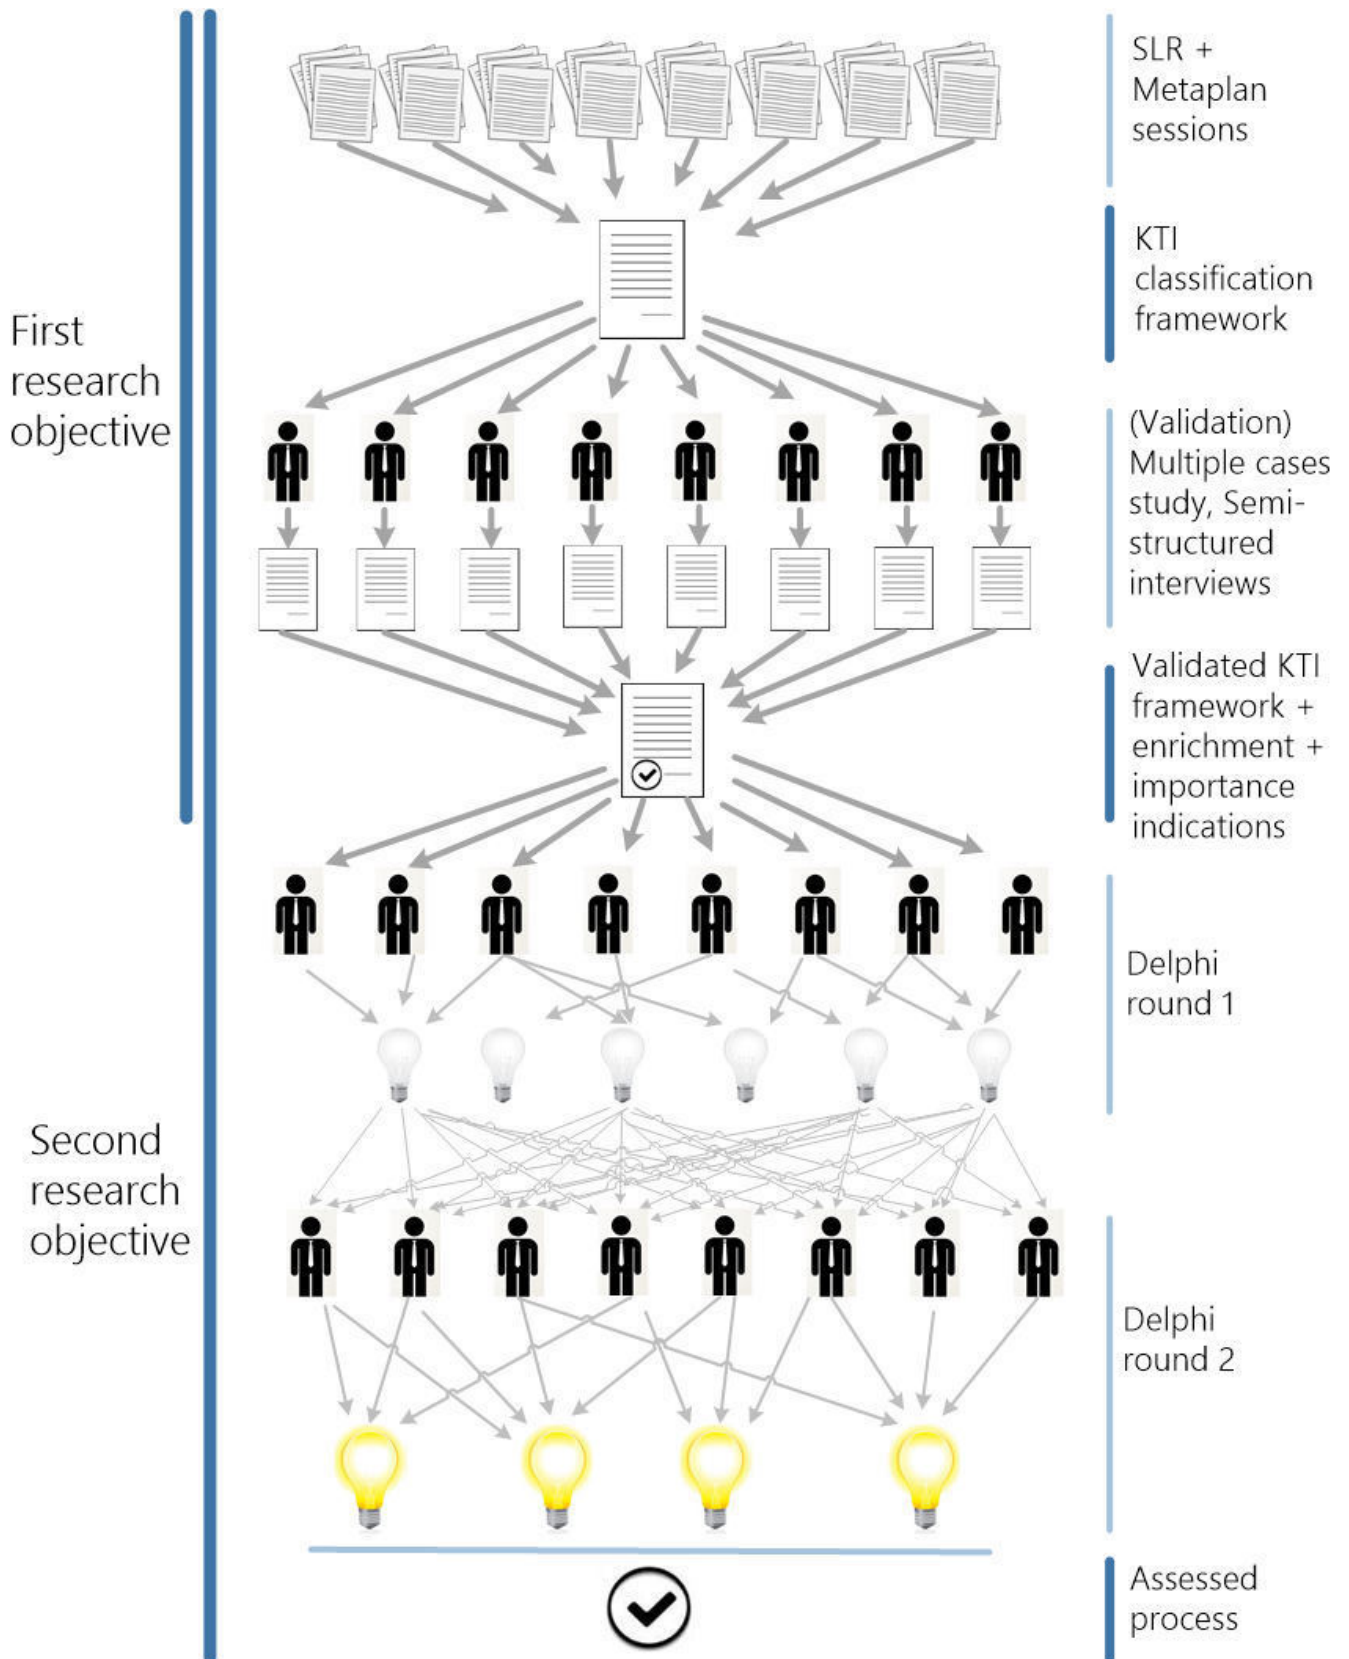 SLR +
Metaplan
sessions
KTI
classification
framework
First
research
objective
(Validation)
Multiple cases
study, Semi-
structured
interviews
Validated KTI
framework +
enrichment +
importance
indications
Delphi
round 1
Second
research
objective
Delphi
round 2
Assessed
process